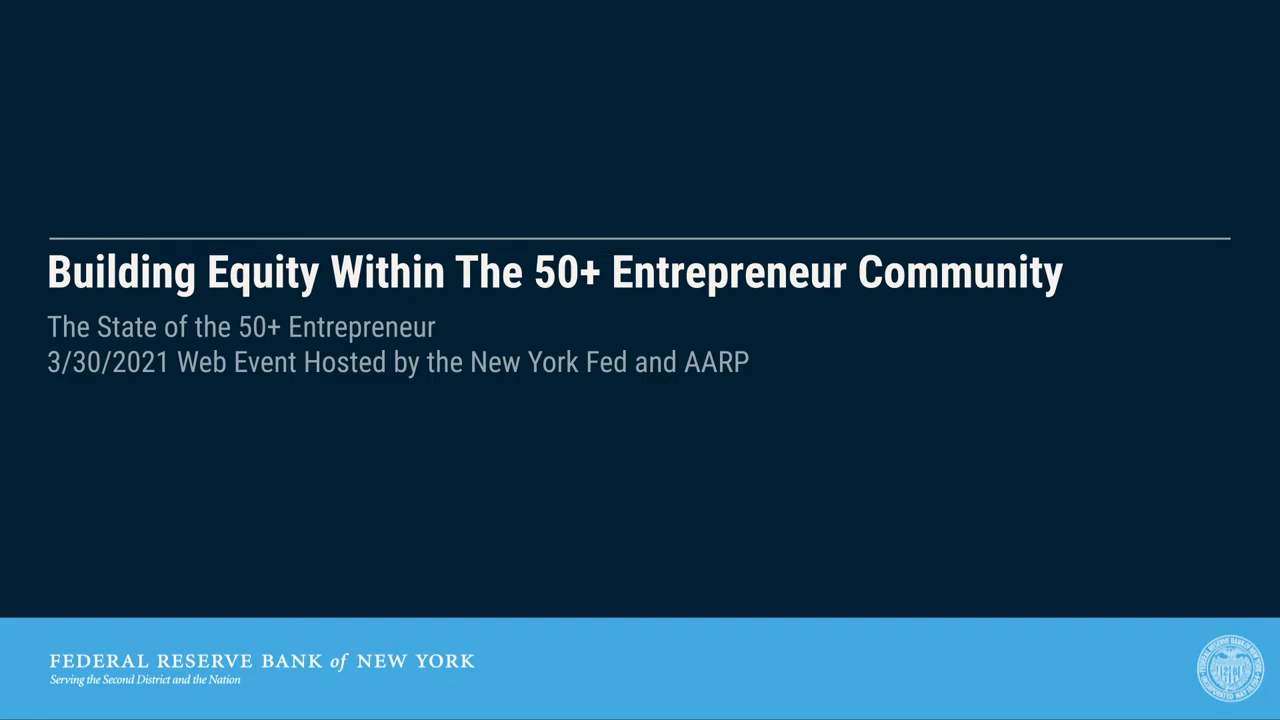 Building Equity Within The 50+ Entrepreneur Community
The State of the 50+ Entrepreneur
3/30/2021 Web Event Hosted by the New York Fed and AARP
FEDERAL RESERVE BANK of NEW YORK
Serving the Second District and the Nation